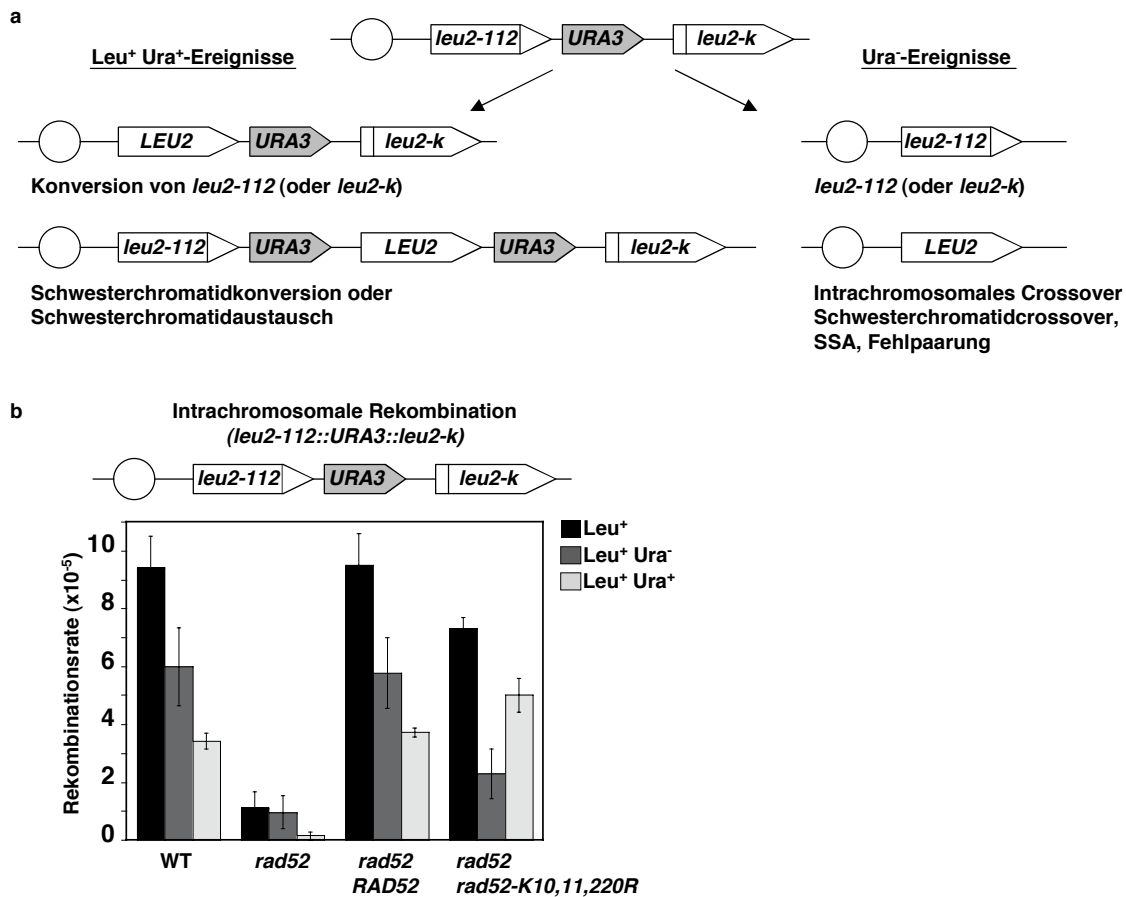 a
leu2-112 URA3 leu2-k
Leu⁺ Ura⁺-Ereignisse
Ura⁻-Ereignisse
LEU2 URA3 leu2-k
leu2-112
Konversion von leu2-112 (oder leu2-k)
leu2-112 (oder leu2-k)
leu2-112 URA3 LEU2 URA3 leu2-k
LEU2
Schwesterchromatidkonversion oder
Schwesterchromatidaustausch
Intrachromosomales Crossover
Schwesterchromatidcrossover,
SSA, Fehlpaarung
b
Intrachromosomale Rekombination
(leu2-112::URA3::leu2-k)
leu2-112 URA3 leu2-k
Rekombinationsrate (x10⁻⁵)
10
8
6
4
2
0
Leu⁺
Leu⁺ Ura⁻
Leu⁺ Ura⁺
WT
rad52
rad52
RAD52
rad52
rad52-K10,11,220R